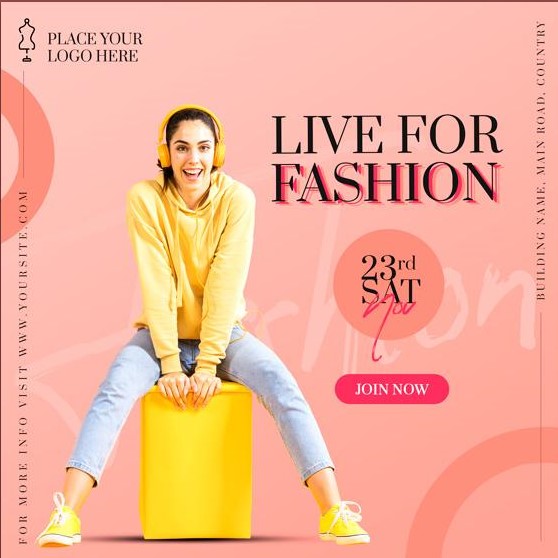 PLACE YOUR
LOGO HERE
LIVE FOR
FASHION
23rd
SAT
Nov
JOIN NOW
FOR MORE INFO VISIT WWW.YOURSITE.COM
BUILDING NAME, MAIN ROAD, COUNTRY
Fashion